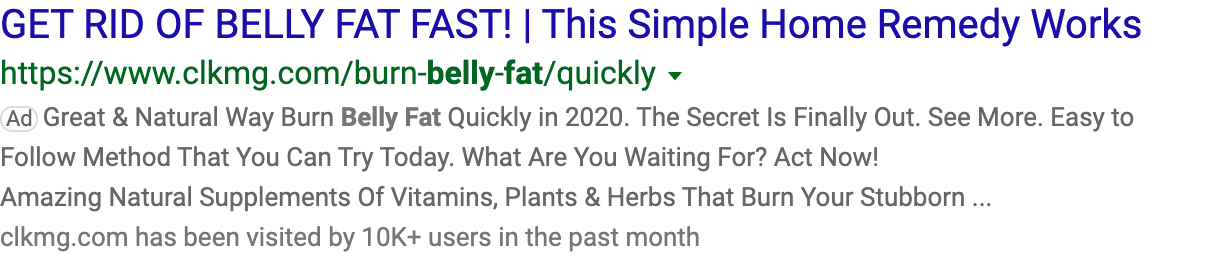 GET RID OF BELLY FAT FAST! | This Simple Home Remedy Works
https://www.clkmg.com/burn-belly-fat/quickly
Ad Great & Natural Way Burn Belly Fat Quickly in 2020. The Secret Is Finally Out. See More. Easy to
Follow Method That You Can Try Today. What Are You Waiting For? Act Now!
Amazing Natural Supplements Of Vitamins, Plants & Herbs That Burn Your Stubborn ...
clkmg.com has been visited by 10K+ users in the past month